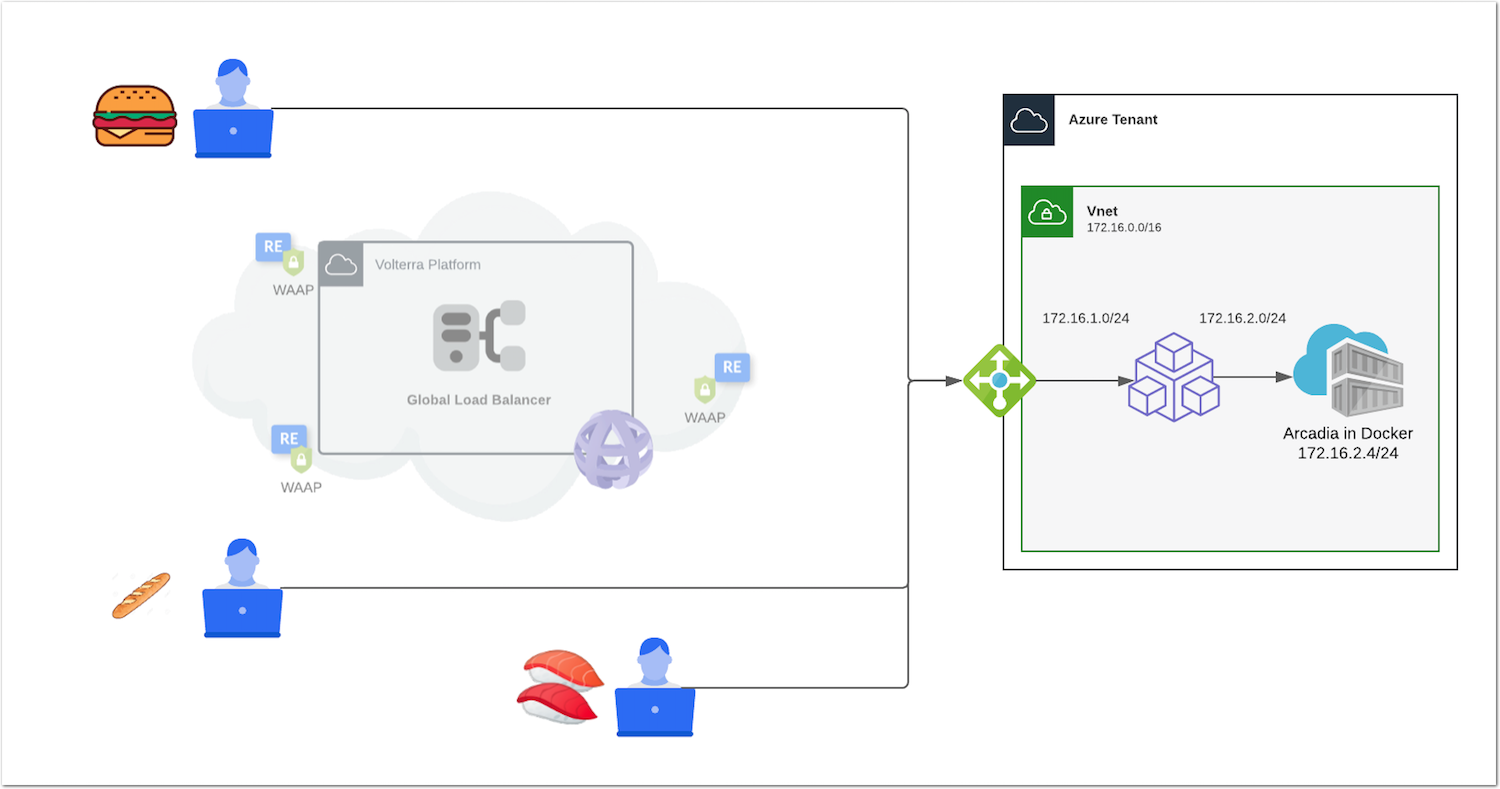 Azure Tenant
Vnet
172.16.0.0/16
RE
WAAP
Volterra Platform
Global Load Balancer
RE
WAAP
RE
WAAP
172.16.1.0/24
172.16.2.0/24
Arcadia in Docker
172.16.2.4/24